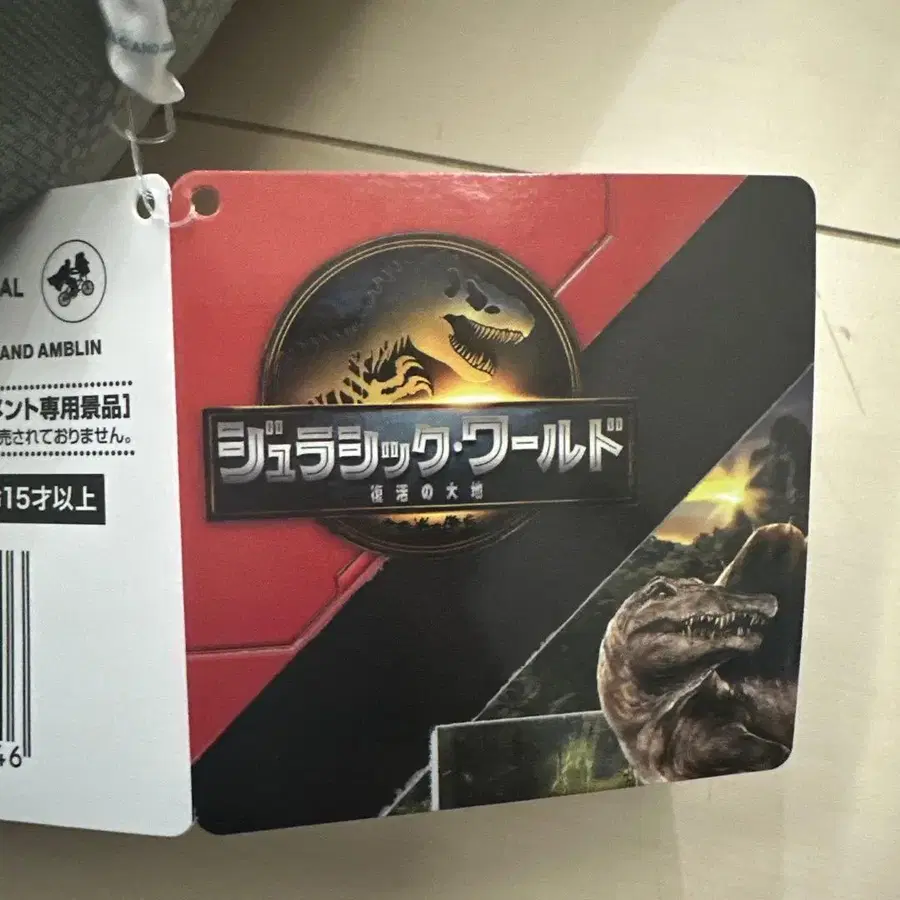 AL
AND AMBLIN
メント専用景品]
売されておりません。
齢15才以上
46
ジュラシック・ワールド
復活の大地